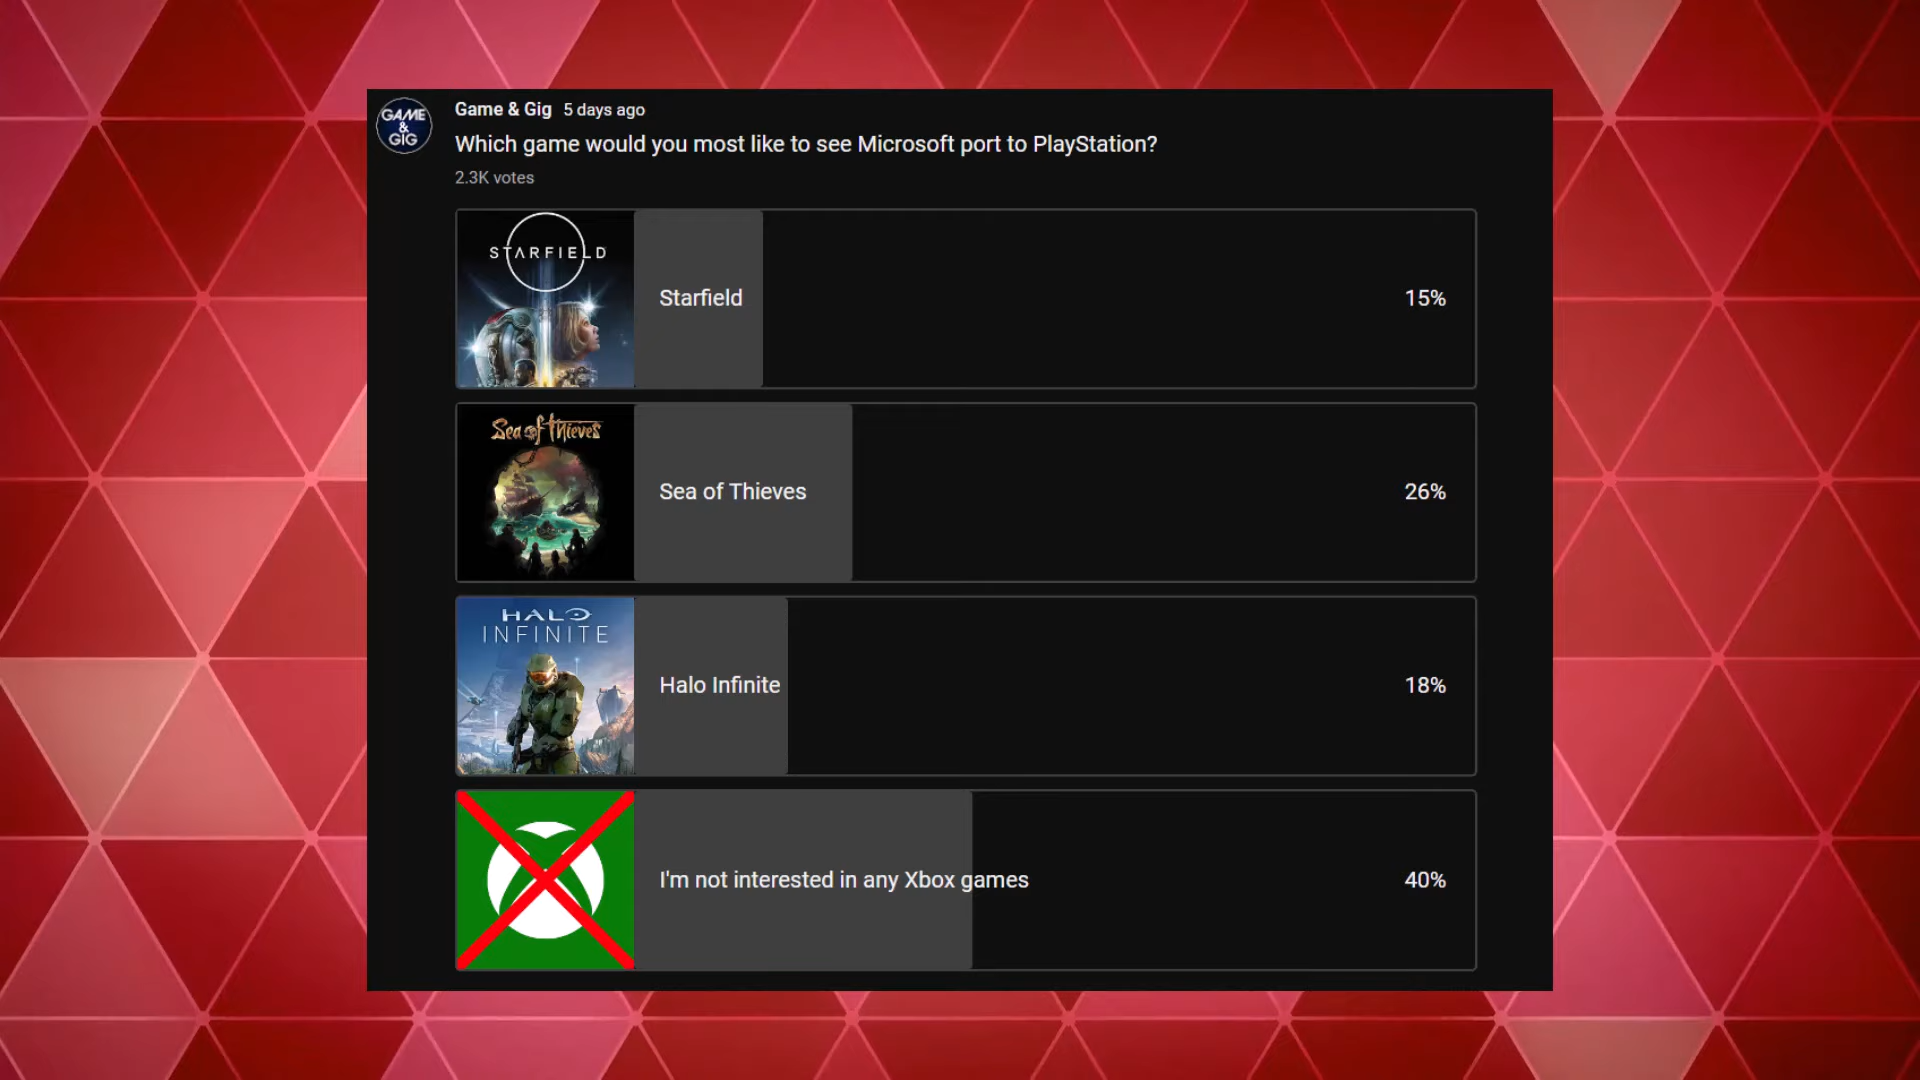 GAME
&
GIG
Game & Gig 5 days ago
Which game would you most like to see Microsoft port to PlayStation?
2.3K votes
STARFIELD
Starfield 15%
Sea of Thieves
Sea of Thieves 26%
HALO
INFINITE
Halo Infinite 18%
I'm not interested in any Xbox games 40%